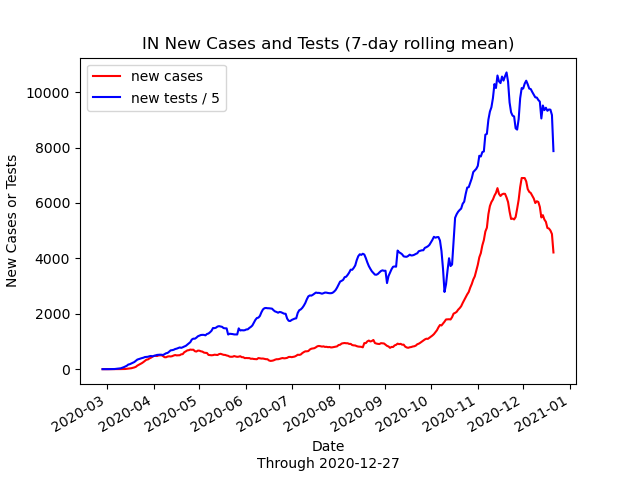 IN New Cases and Tests (7-day rolling mean)
new cases
new tests / 5
New Cases or Tests
10000
8000
6000
4000
2000
0
2020-03
2020-04
2020-05
2020-06
2020-07
2020-08
2020-09
2020-10
2020-11
2020-12
2021-01
Date
Through 2020-12-27